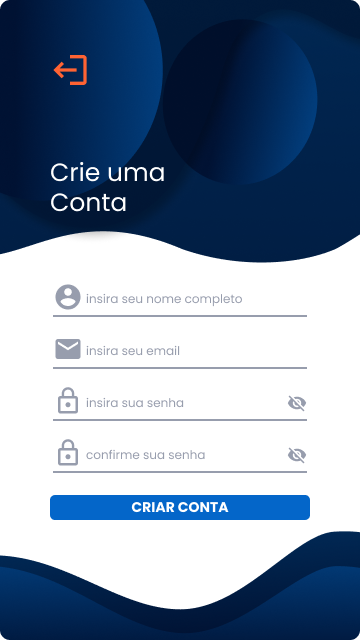 Crie uma
Conta
insira seu nome completo
insira seu email
insira sua senha
confirme sua senha
CRIAR CONTA